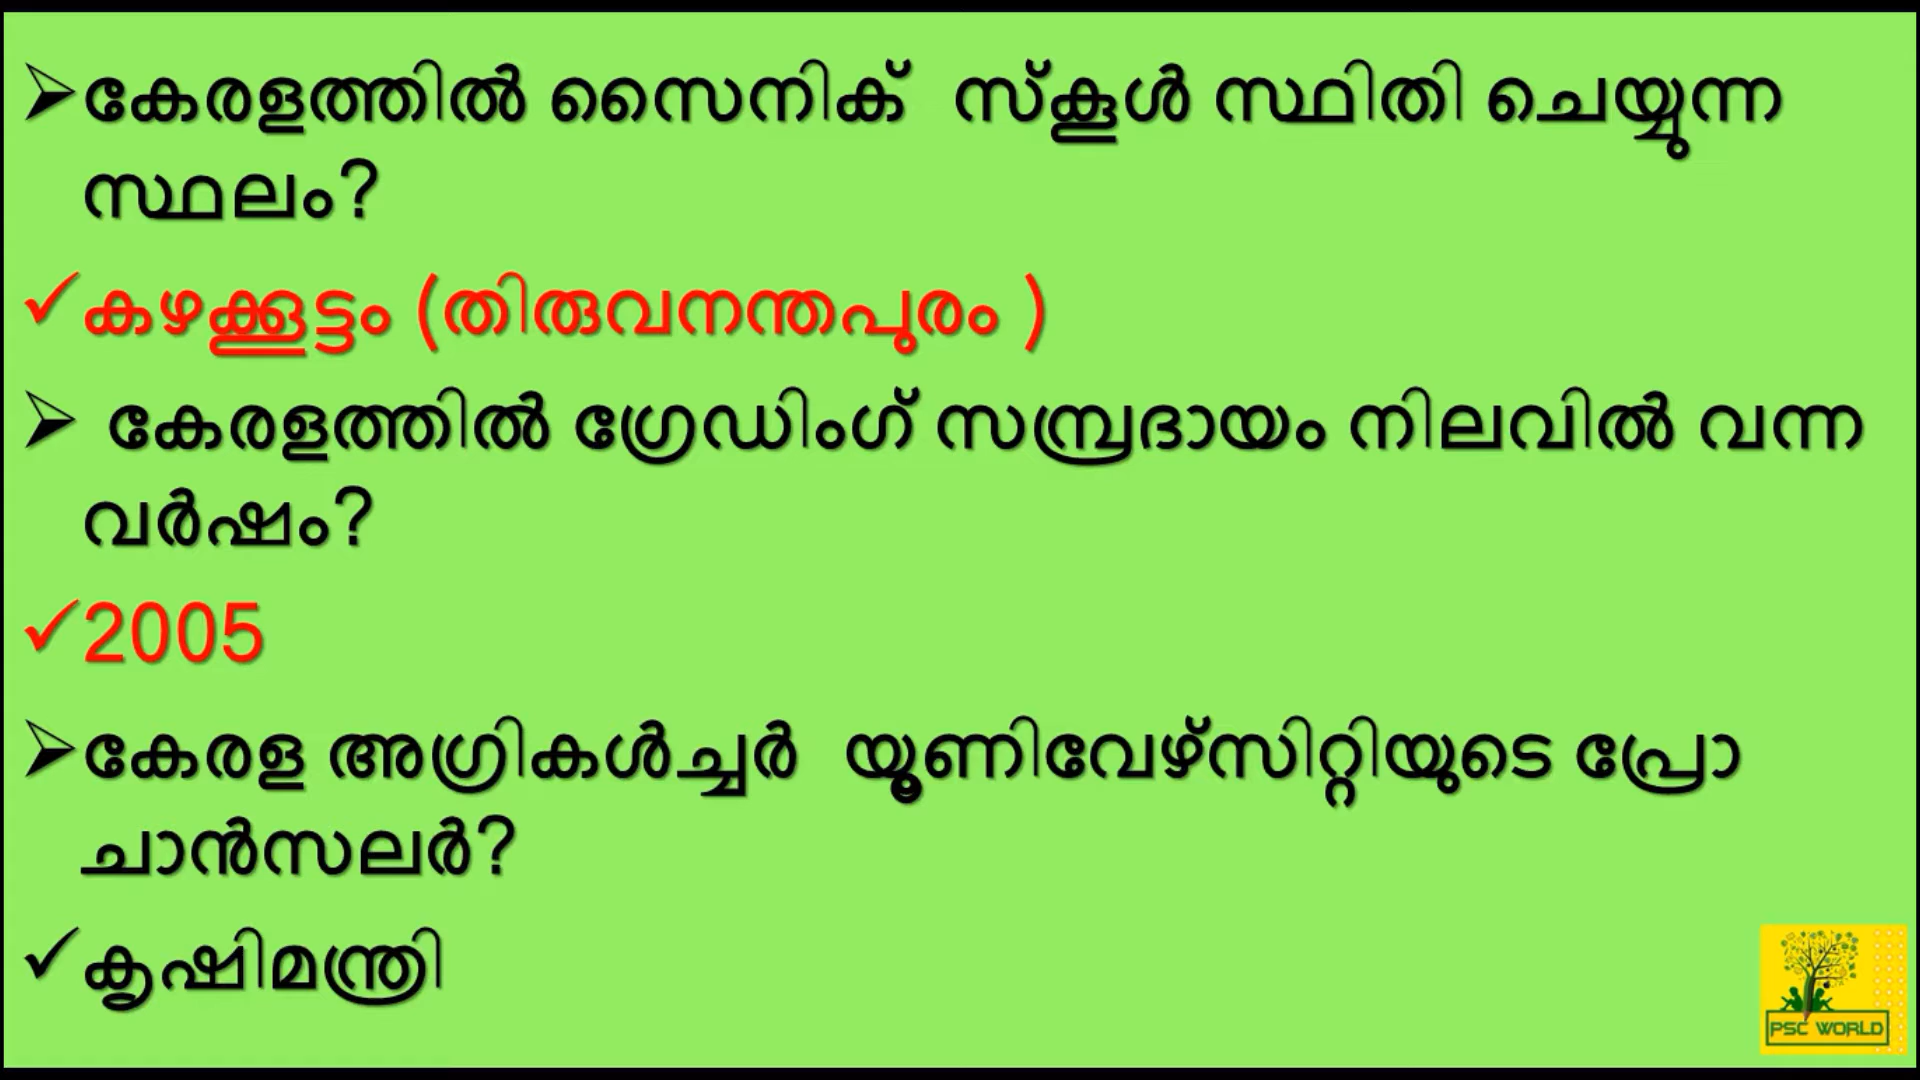 ➢കേരളത്തിൽ സൈനിക് സ്കൂൾ സ്ഥിതി ചെയ്യുന്ന
സ്ഥലം?
✓കഴക്കൂട്ടം (തിരുവനന്തപുരം )
➢ കേരളത്തിൽ ഗ്രേഡിംഗ് സമ്പ്രദായം നിലവിൽ വന്ന
വർഷം?
✓2005
➢കേരള അഗ്രികൾച്ചർ യൂണിവേഴ്സിറ്റിയുടെ പ്രോ
ചാൻസലർ?
✓കൃഷിമന്ത്രി
PSC WORLD